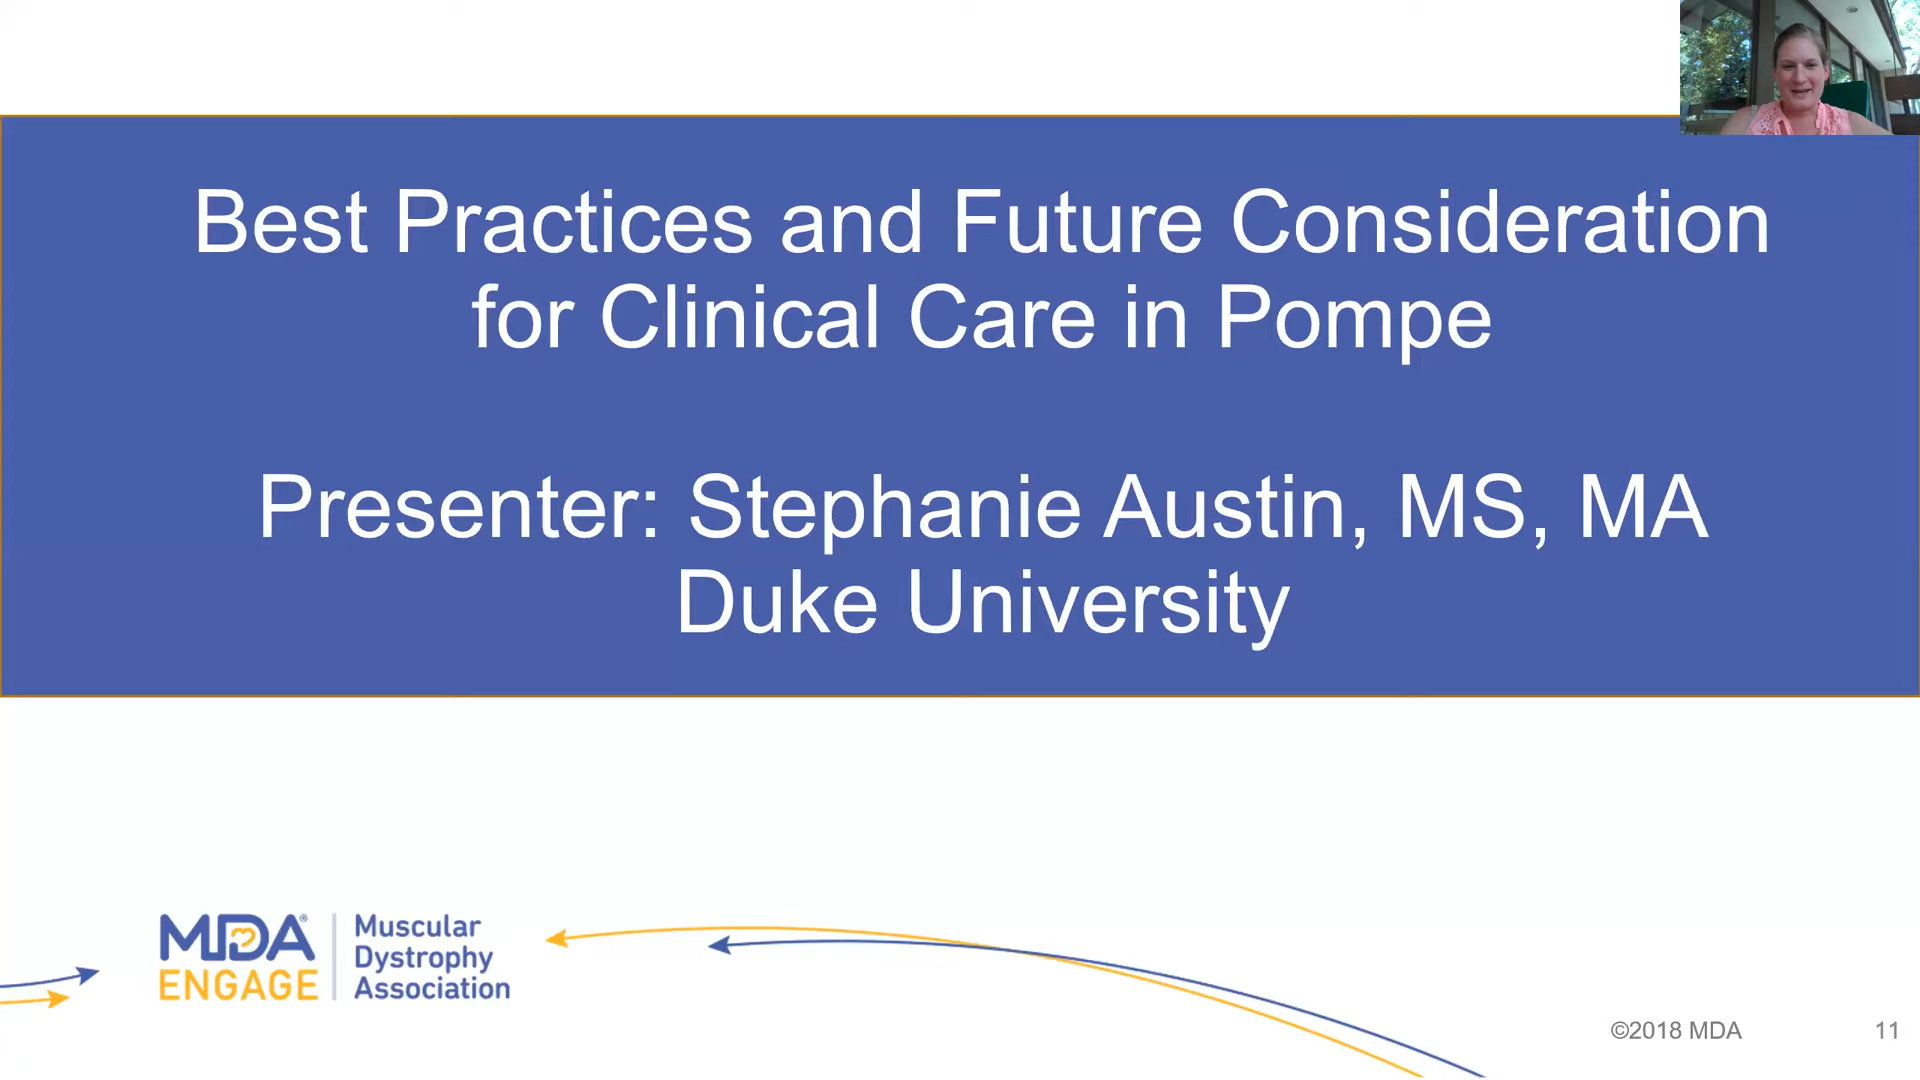 Best Practices and Future Consideration
for Clinical Care in Pompe
Presenter: Stephanie Austin, MS, MA
Duke University
MDA®
ENGAGE
Muscular
Dystrophy
Association
©2018 MDA
11